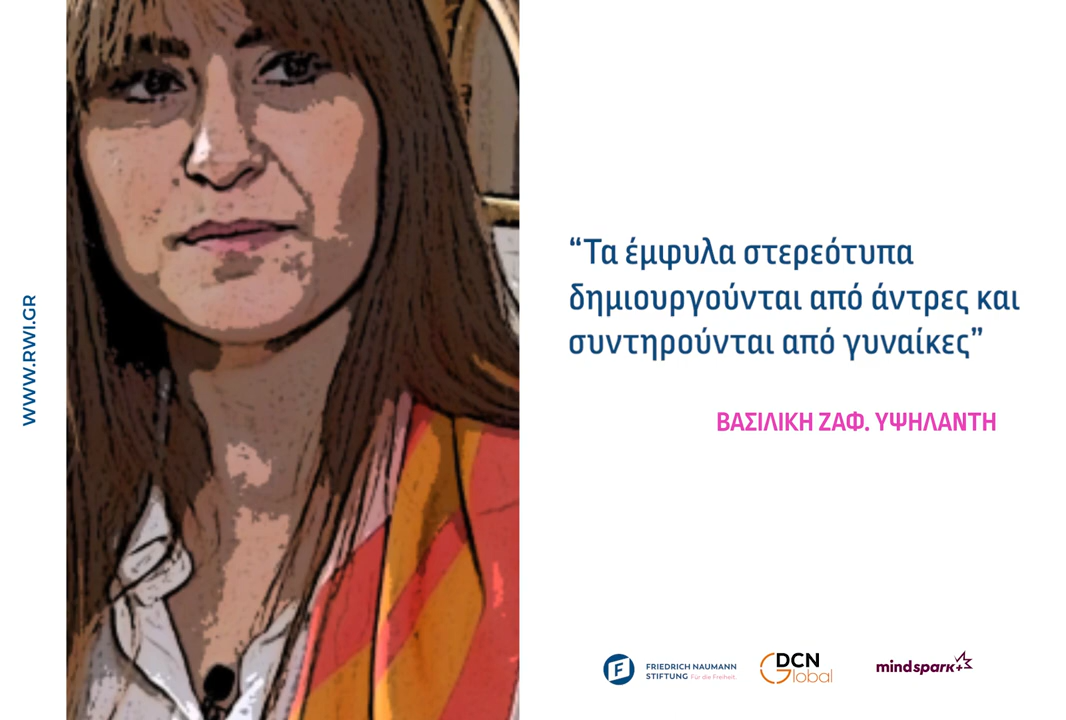 WWW.RWI.GR
“Τα έμφυλα στερεότυπα
δημιουργούνται από άντρες και
συντηρούνται από γυναίκες”
ΒΑΣΙΛΙΚΗ ΖΑΦ. ΥΨΗΛΑΝΤΗ
F
FRIEDRICH NAUMANN
STIFTUNG Für die Freiheit.
DCN
Global
mindspark